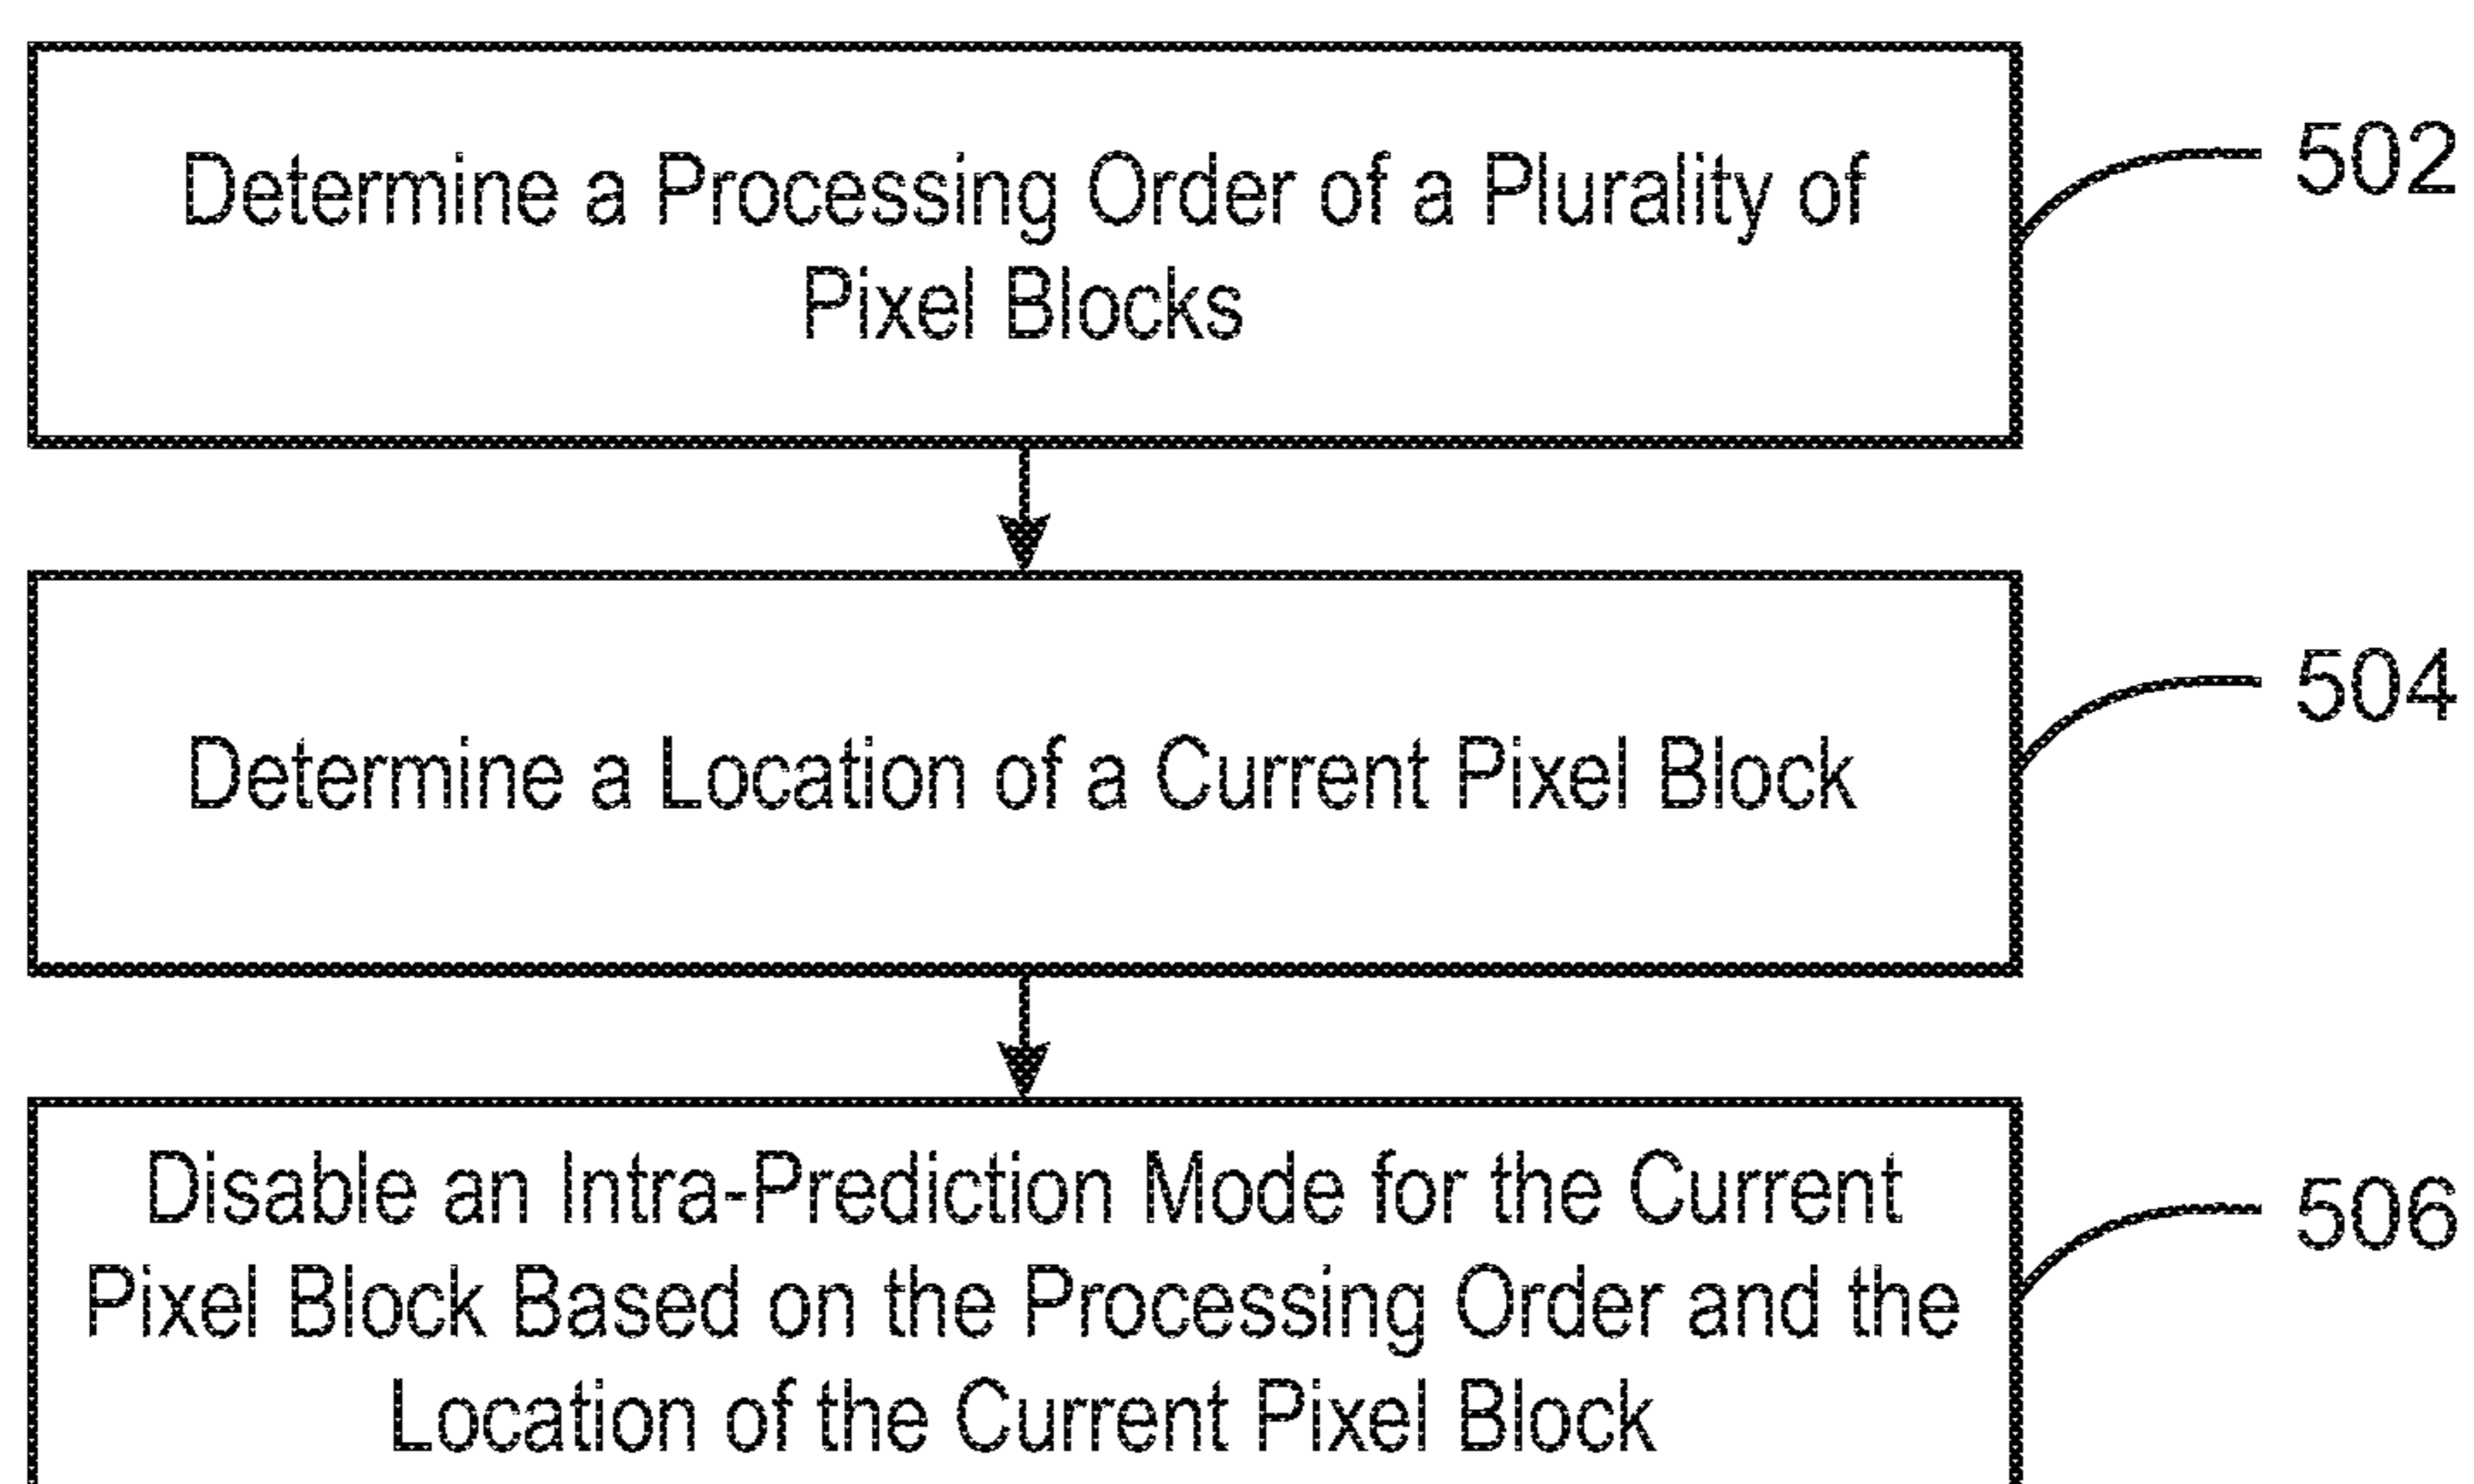 Determine a Processing Order of a Plurality of
Pixel Blocks
502
Determine a Location of a Current Pixel Block
504
Disable an Intra-Prediction Mode for the Current
Pixel Block Based on the Processing Order and the
Location of the Current Pixel Block
506